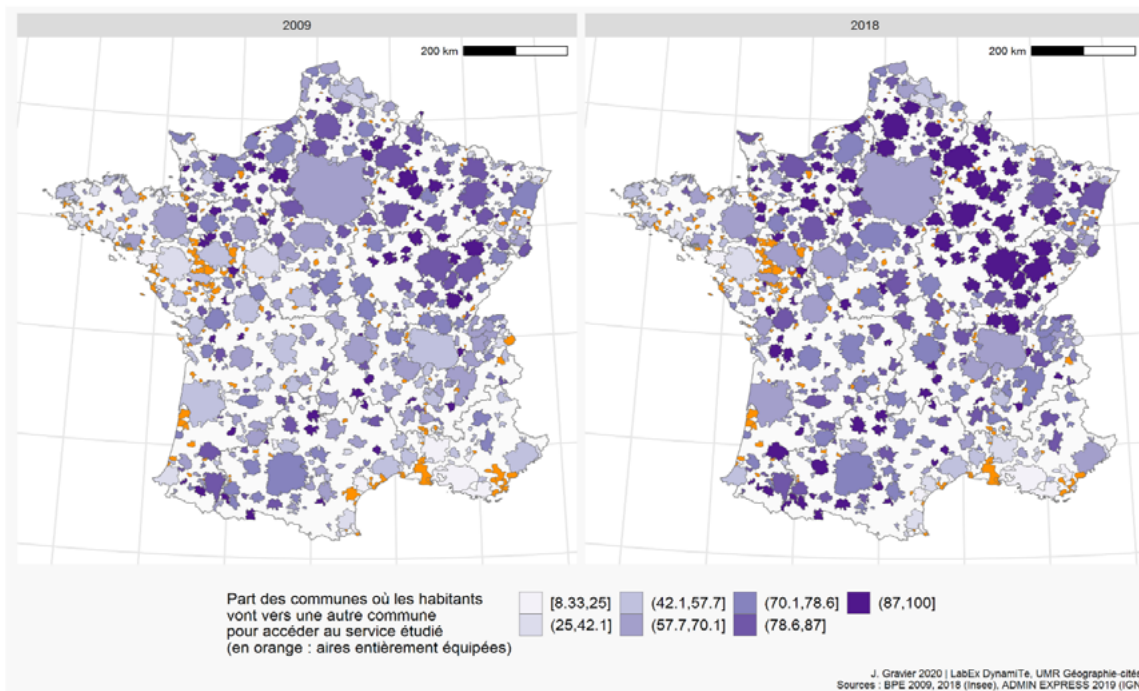 2009
2018
200 km
200 km
Part des communes où les habitants
vont vers une autre commune
pour accéder au service étudié
(en orange : aires entièrement équipées)
[8.33,25]
(42.1,57.7]
(70.1,78.6]
(87,100]
(25,42.1]
(57.7,70.1]
(78.6,87]
J. Gravier 2020 | LabEx DynamiTe, UMR Géographie-cités
Sources : BPE 2009, 2018 (Insee), ADMIN EXPRESS 2019 (IGN